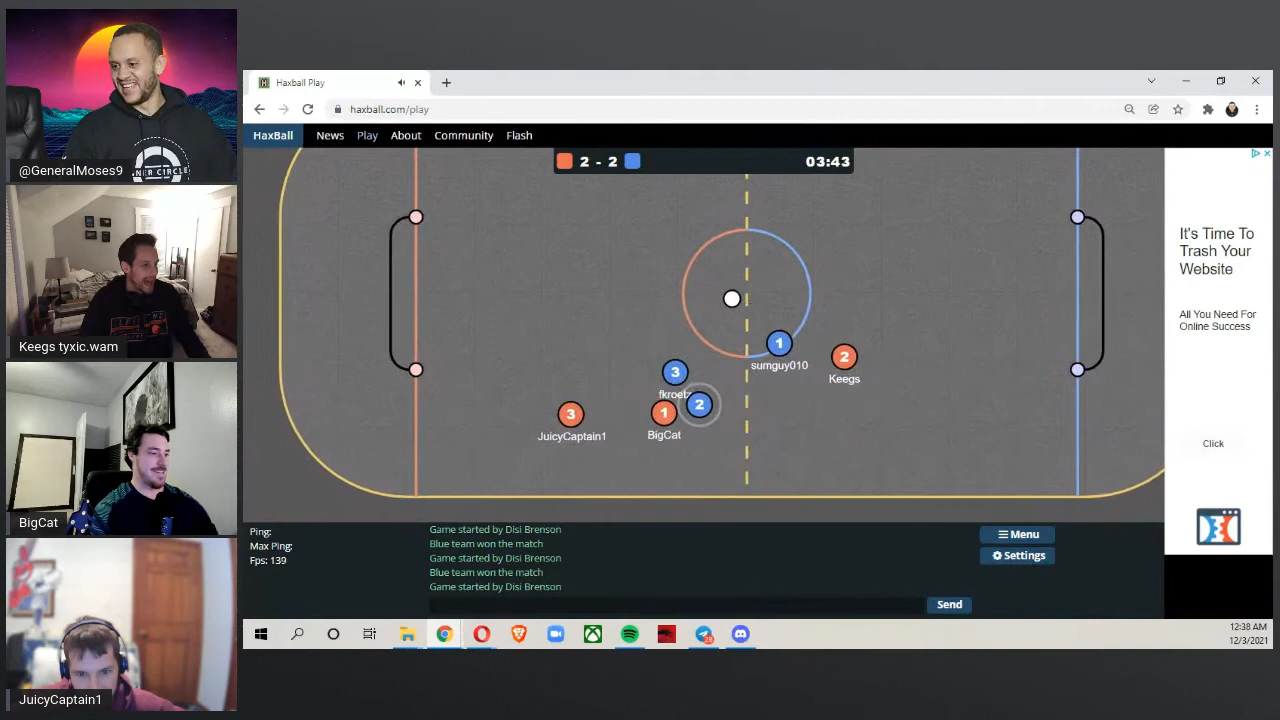 @GeneralMoses9
NER CIRCLE
Keegs tyxic.wam
BigCat
JuicyCaptain1
Haxball Play
haxball.com/play
HaxBall News Play About Community Flash
2 - 2 03:43
1
sumguy010
2
Keegs
3
fkroetz
2
1
BigCat
3
JuicyCaptain1
It's Time To
Trash Your
Website
All You Need For
Online Success
Click
Ping:
Max Ping:
Fps: 139
Game started by Disi Brenson
Blue team won the match
Game started by Disi Brenson
Blue team won the match
Game started by Disi Brenson
Menu
Settings
Send
12:38 AM
12/3/2021